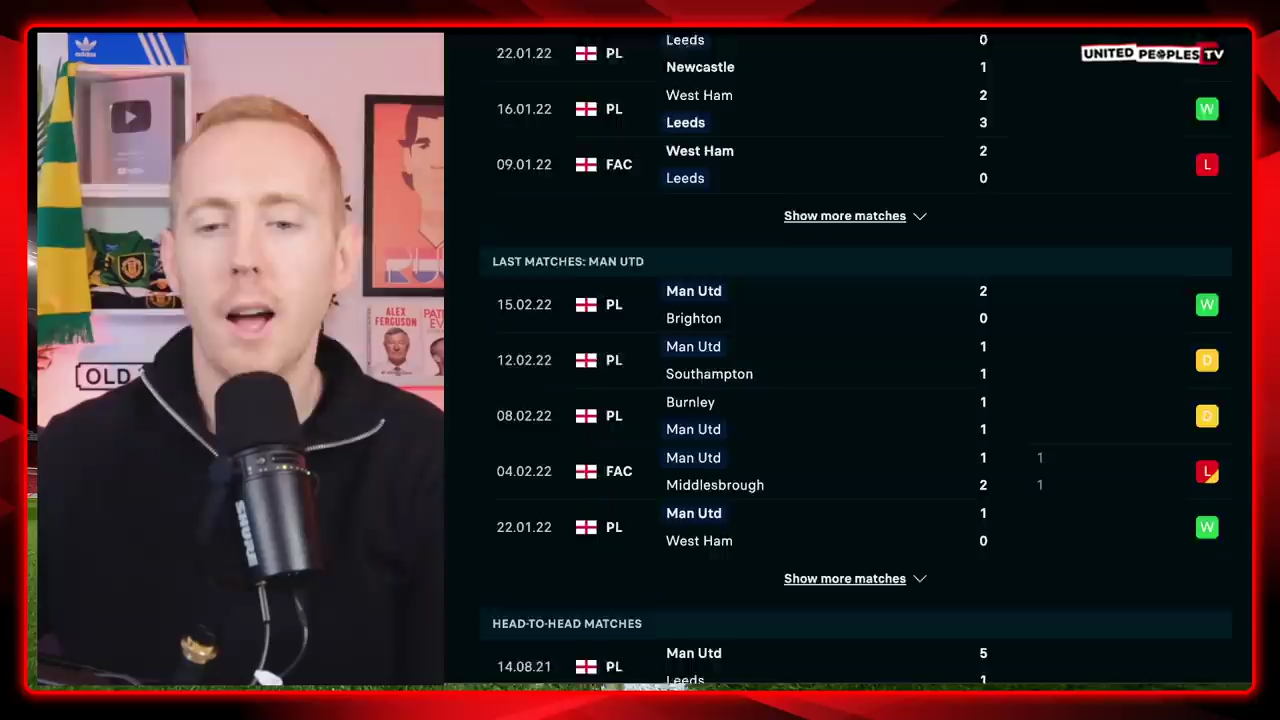 UNITED PEOPLES TV
adidas
ALEX
FERGUSON
OLD
SHURE
Leeds 0
22.01.22 PL
Newcastle 1
West Ham 2
16.01.22 PL W
Leeds 3
West Ham 2
09.01.22 FAC L
Leeds 0
Show more matches
LAST MATCHES: MAN UTD
Man Utd 2
15.02.22 PL W
Brighton 0
Man Utd 1
12.02.22 PL D
Southampton 1
Burnley 1
08.02.22 PL D
Man Utd 1
Man Utd 1 1
04.02.22 FAC L
Middlesbrough 2 1
Man Utd 1
22.01.22 PL W
West Ham 0
Show more matches
HEAD-TO-HEAD MATCHES
Man Utd 5
14.08.21 PL
Leeds 1